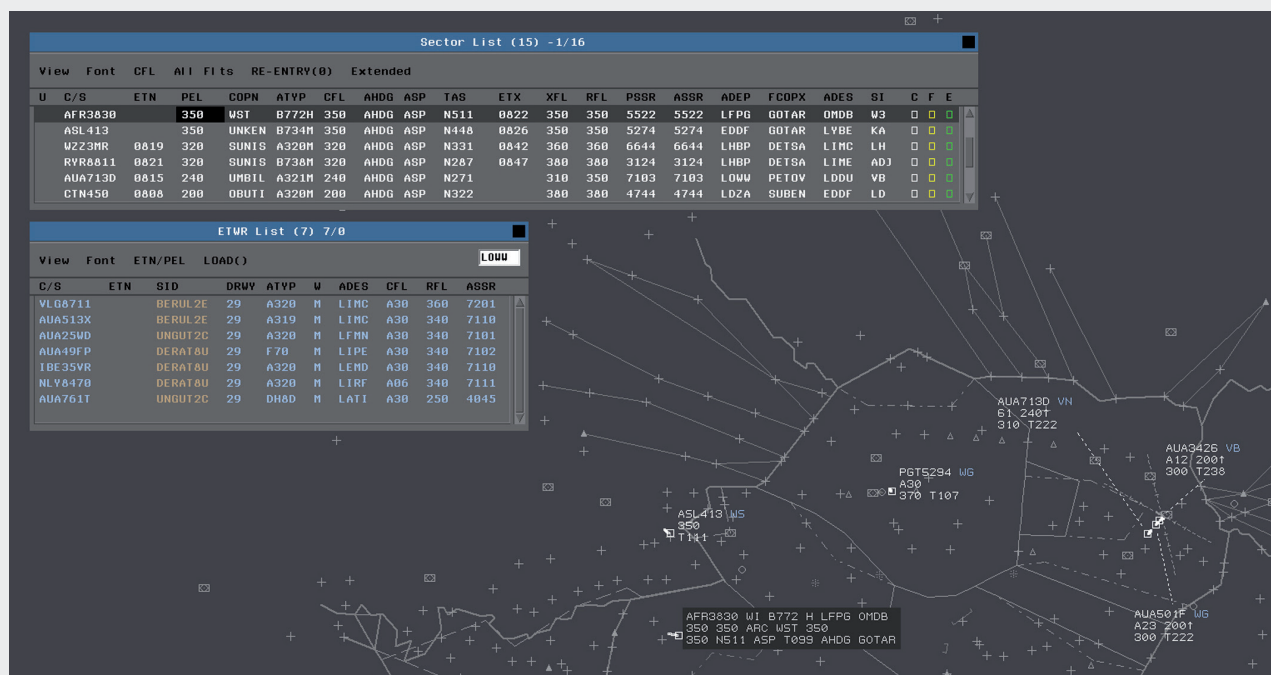 Sector List (15) -1/16
View Font CFL All Flts RE-ENTRY(0) Extended
U C/S ETN PEL COPN ATYP CFL AHDG ASP TAS ETX XFL RFL PSSR ASSR ADEP FCOPX ADES SI C F E
AFR3830 350 WST B772H 350 AHDG ASP N511 0822 350 350 5522 5522 LFPG GOTAR OMDB W3
ASL413 350 UNKEN B734M 350 AHDG ASP N448 0826 350 350 5274 5274 EDDF GOTAR LYBE KA
WZZ3MR 0819 320 SUNIS A320M 320 AHDG ASP N331 0842 360 360 6644 6644 LHBP DETSA LIMC LH
RYR8811 0821 320 SUNIS B738M 320 AHDG ASP N287 0847 380 380 3124 3124 LHBP DETSA LIME ADJ
AUA713D 0815 240 UMBIL A321M 240 AHDG ASP N271 310 350 7103 7103 LOWW PETOV LDDU VB
CTN450 0808 200 OBUTI A320M 200 AHDG ASP N322 380 380 4744 4744 LDZA SUBEN EDDF LD
ETWR List (7) 7/0
View Font ETN/PEL LOAD() LOWW
C/S ETN SID DRWY ATYP W ADES CFL RFL ASSR
VLG8711 BERUL2E 29 A320 M LIMC A30 360 7201
AUA513X BERUL2E 29 A319 M LIMC A30 340 7110
AUA25WD UNGUT2C 29 A320 M LFMN A30 340 7101
AUA49FP DERAT8U 29 F70 M LIPE A30 340 7102
IBE35VR DERAT8U 29 A320 M LEMD A30 340 7110
NLY8470 DERAT8U 29 A320 M LIRF A06 340 7111
AUA761T UNGUT2C 29 DH8D M LATI A30 250 4045
AUA713D VN
61 240↑
310 T222
AUA3426 VB
A12 200↑
300 T238
PGT5294 WG
A30
370 T107
ASL413 WS
350
T111
AFR3830 WI B772 H LFPG OMDB
350 350 ARC WST 350
350 N511 ASP T099 AHDG GOTAR
AUA501F WG
A23 200↑
300 T222